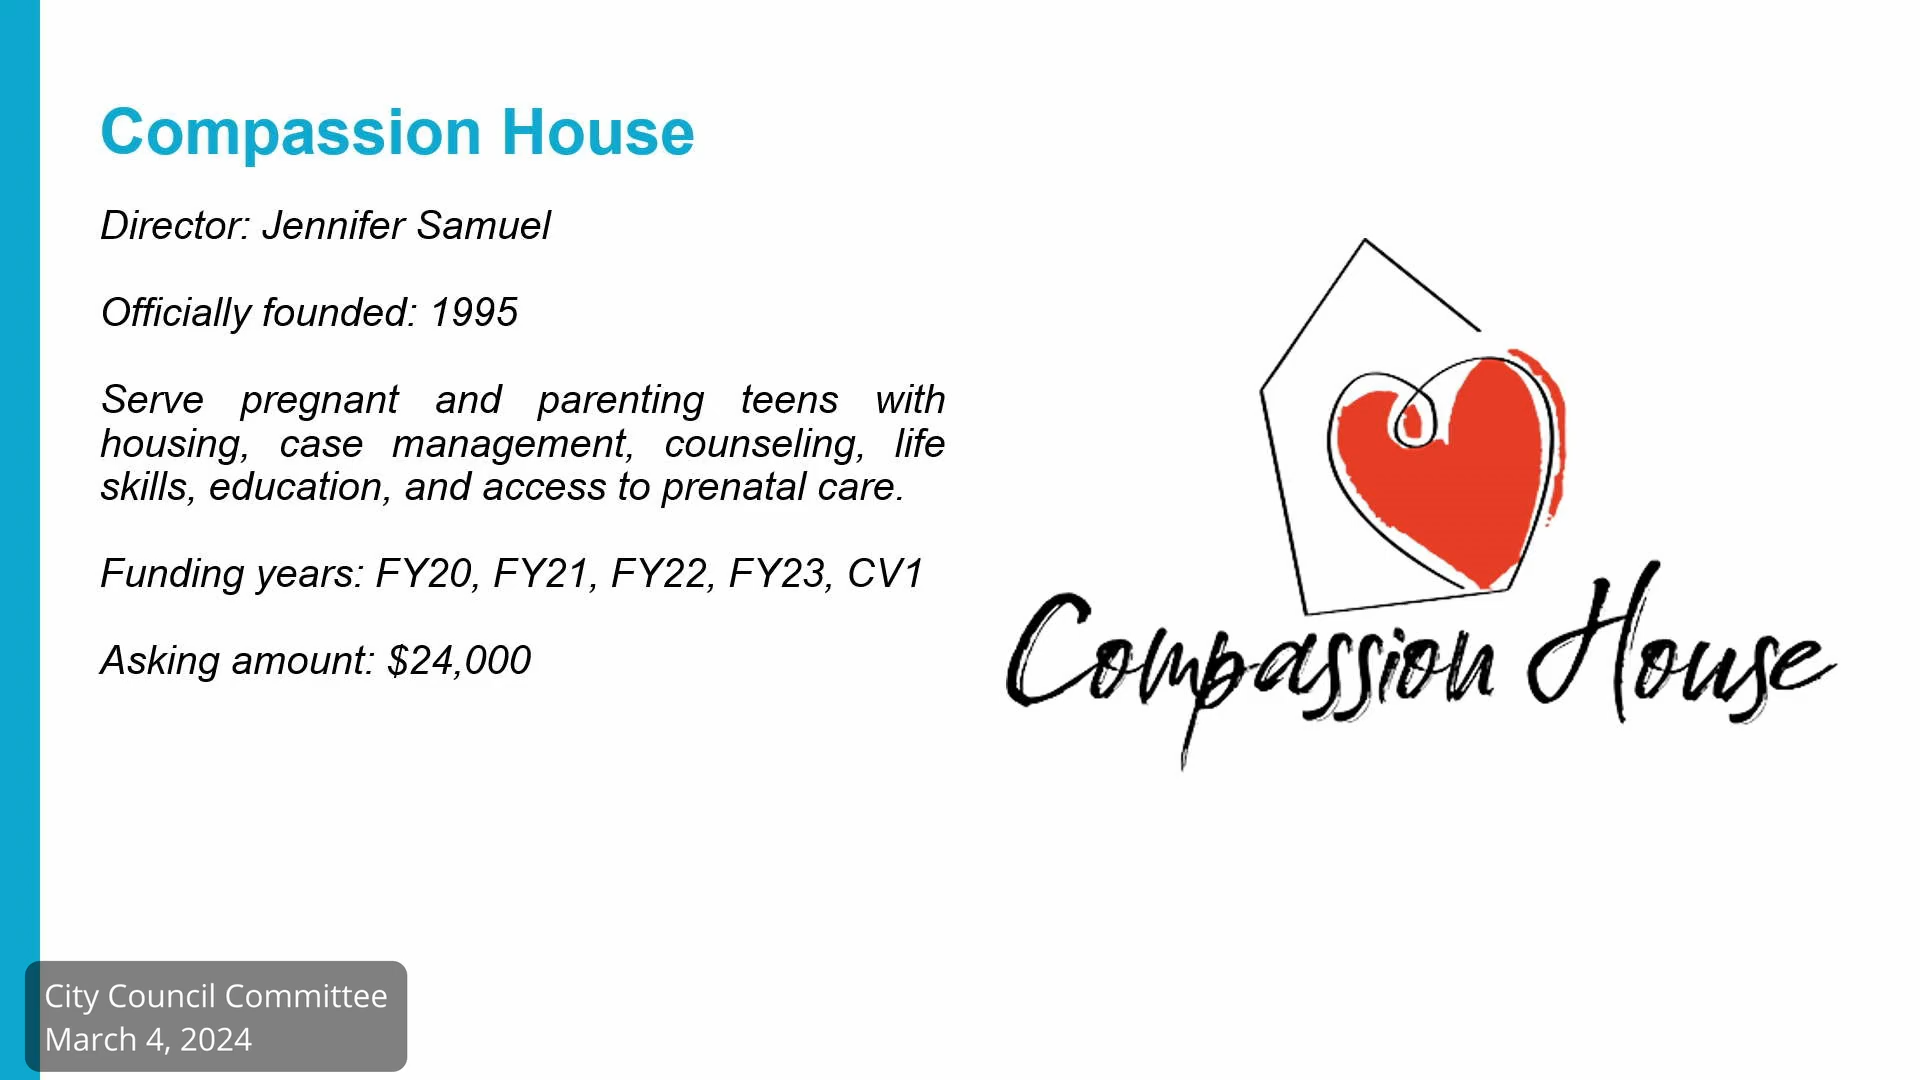 Compassion House
Director: Jennifer Samuel
Officially founded: 1995
Serve pregnant and parenting teens with
housing, case management, counseling, life
skills, education, and access to prenatal care.
Funding years: FY20, FY21, FY22, FY23, CV1
Asking amount: $24,000
Compassion House
City Council Committee
March 4, 2024